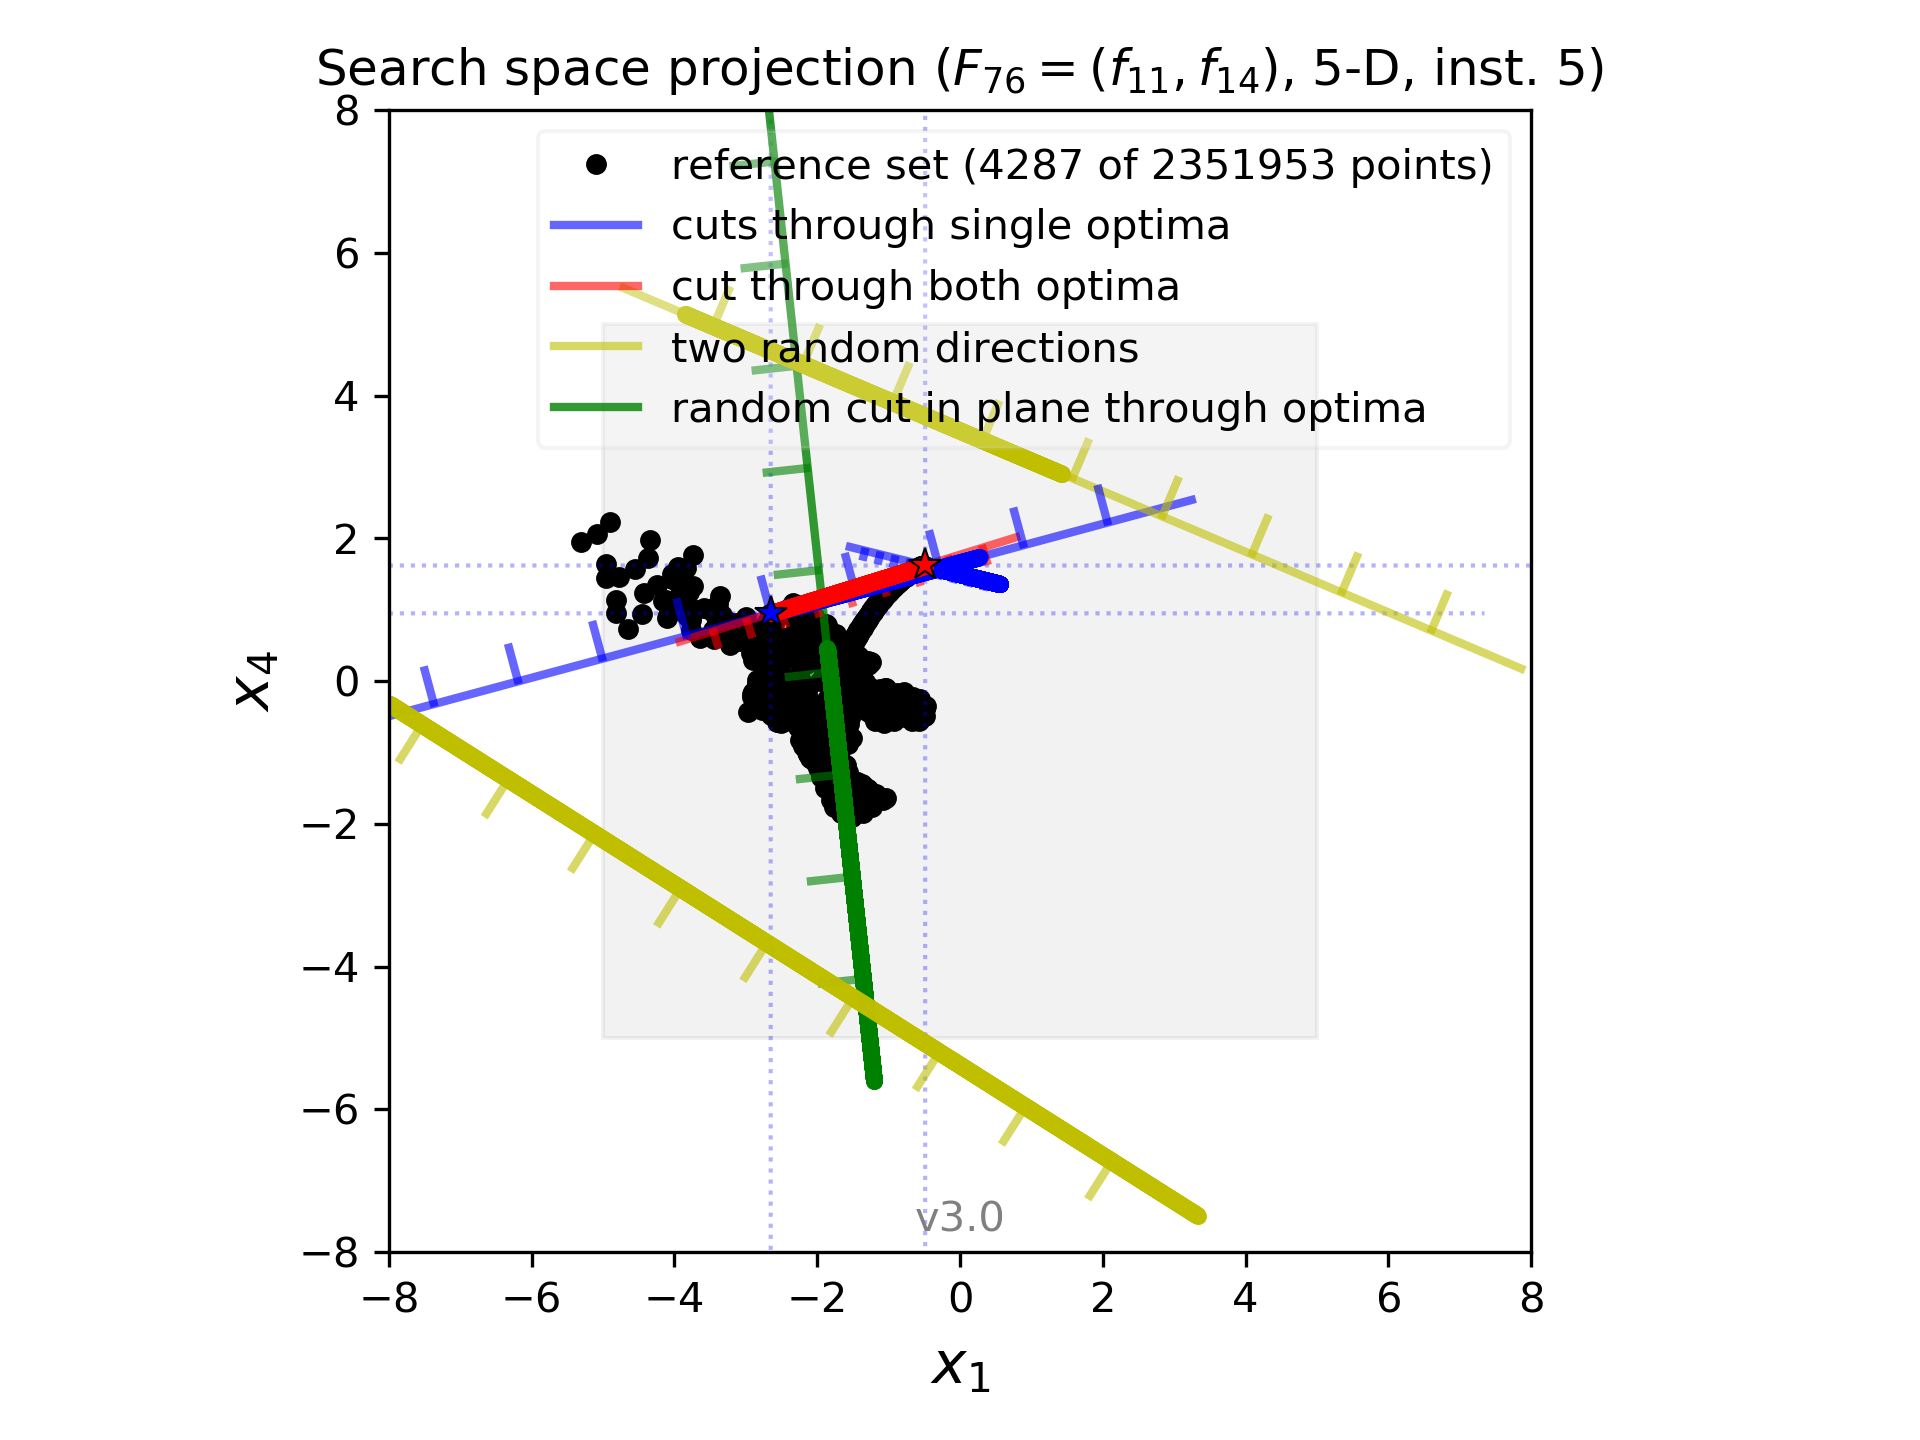 Search space projection (F₇₆ = (f₁₁, f₁₄), 5-D, inst. 5)
reference set (4287 of 2351953 points)
cuts through single optima
cut through both optima
two random directions
random cut in plane through optima
8
6
4
2
0
−2
−4
−6
−8
x₄
v3.0
−8 −6 −4 −2 0 2 4 6 8
x₁